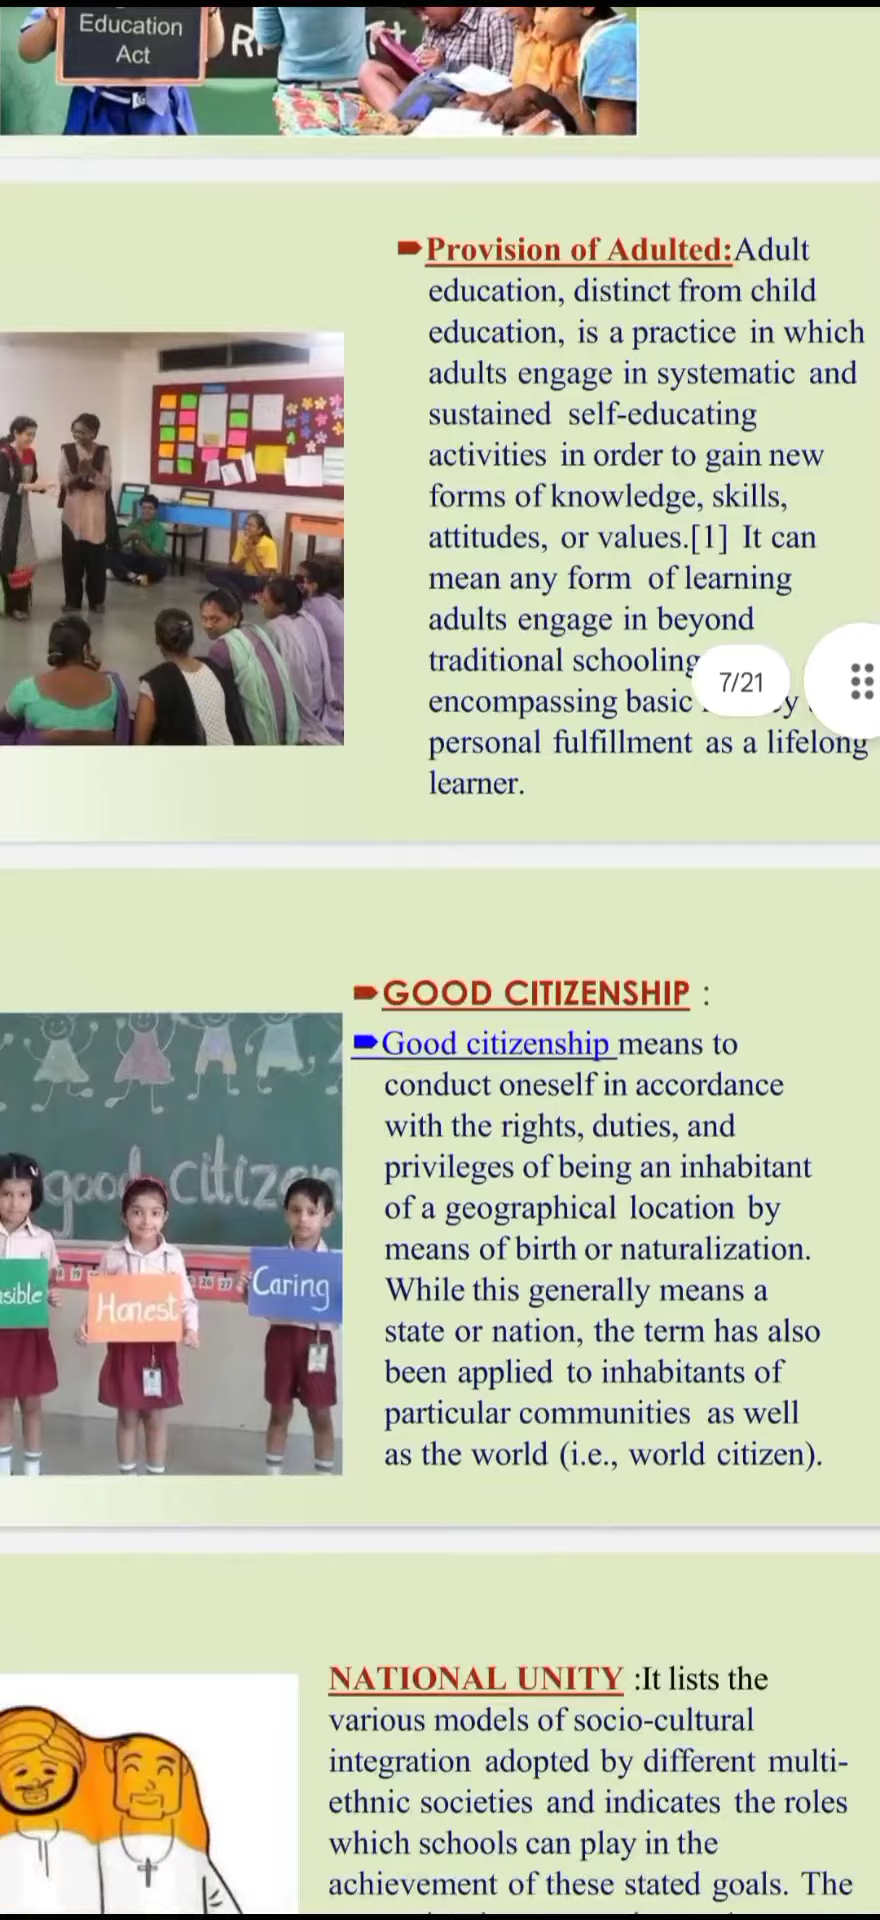 Education
Act
Provision of Adulted:Adult
education, distinct from child
education, is a practice in which
adults engage in systematic and
sustained self-educating
activities in order to gain new
forms of knowledge, skills,
attitudes, or values.[1] It can
mean any form of learning
adults engage in beyond
traditional schooling
encompassing basic
personal fulfillment as a lifelong
learner.
7/21
GOOD CITIZENSHIP :
Good citizenship means to
conduct oneself in accordance
with the rights, duties, and
privileges of being an inhabitant
of a geographical location by
means of birth or naturalization.
While this generally means a
state or nation, the term has also
been applied to inhabitants of
particular communities as well
as the world (i.e., world citizen).
good citizen
Honest
Caring
NATIONAL UNITY :It lists the
various models of socio-cultural
integration adopted by different multi-
ethnic societies and indicates the roles
which schools can play in the
achievement of these stated goals. The